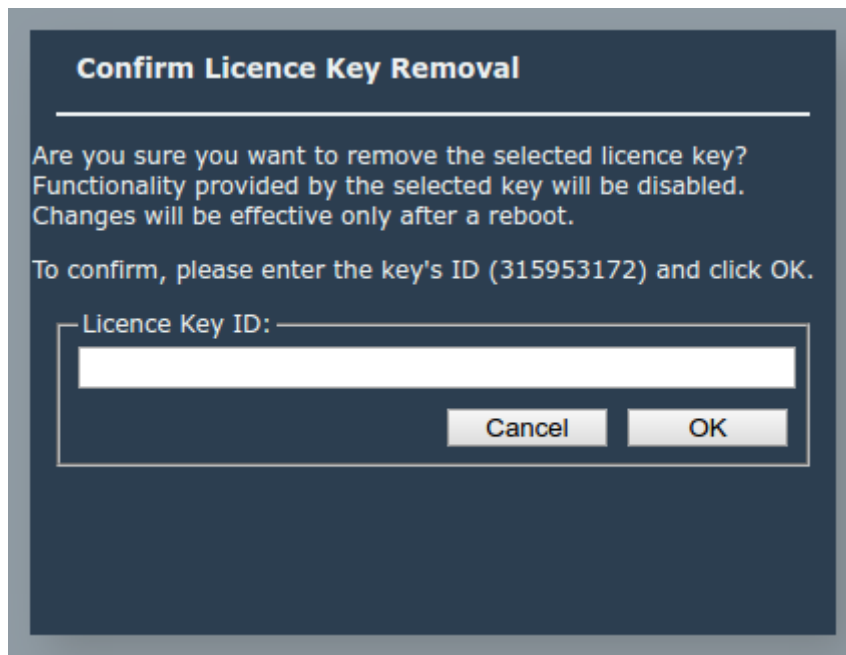 Confirm Licence Key Removal
Are you sure you want to remove the selected licence key?
Functionality provided by the selected key will be disabled.
Changes will be effective only after a reboot.
To confirm, please enter the key's ID (315953172) and click OK.
Licence Key ID:
Cancel OK